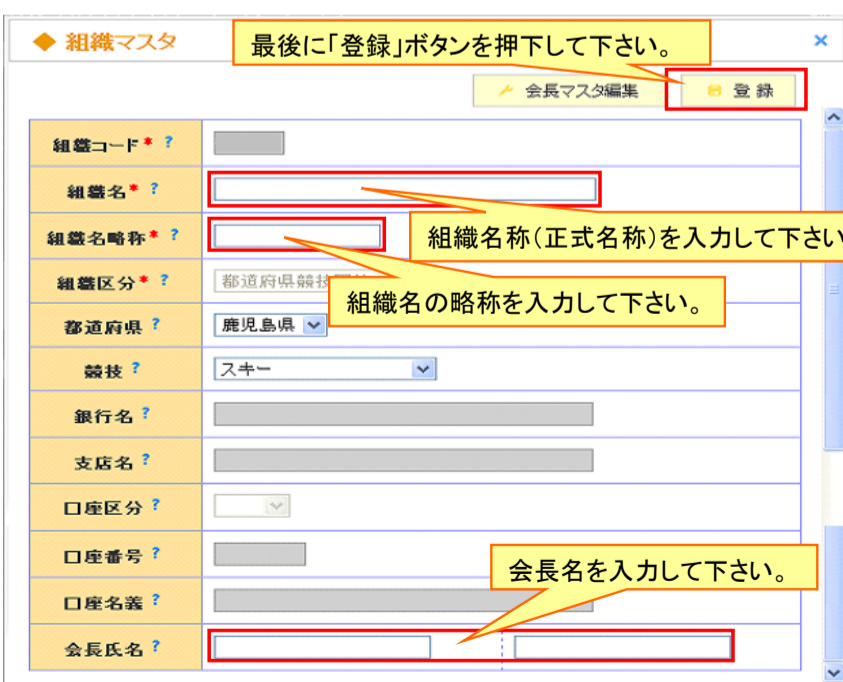 ◆ 組織マスタ
最後に「登録」ボタンを押下して下さい。
×
会長マスタ編集
登録
組織コード* ?
組織名* ?
組織名略称* ?
組織名称(正式名称)を入力して下さい
組織区分* ?
都道府県競技
組織名の略称を入力して下さい。
都道府県 ?
鹿児島県
競技 ?
スキー
銀行名 ?
支店名 ?
口座区分 ?
口座番号 ?
会長名を入力して下さい。
口座名義 ?
会長氏名 ?